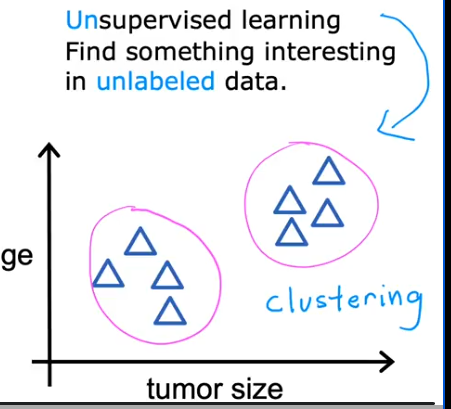 Unsupervised learning
Find something interesting
in unlabeled data.
ge
clustering
tumor size